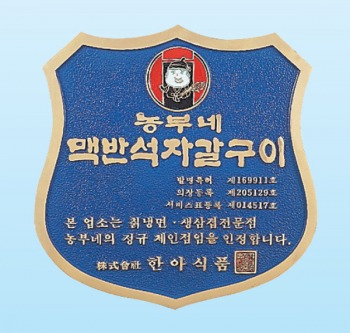 농부네
맥반석자갈구이
발명특허 제169911호
의장등록 제205129호
서비스표등록 제014517호
본 업소는 칡냉면·생삼겹전문점
농부네의 정규 체인점임을 인정합니다.
株式會社 한아식품